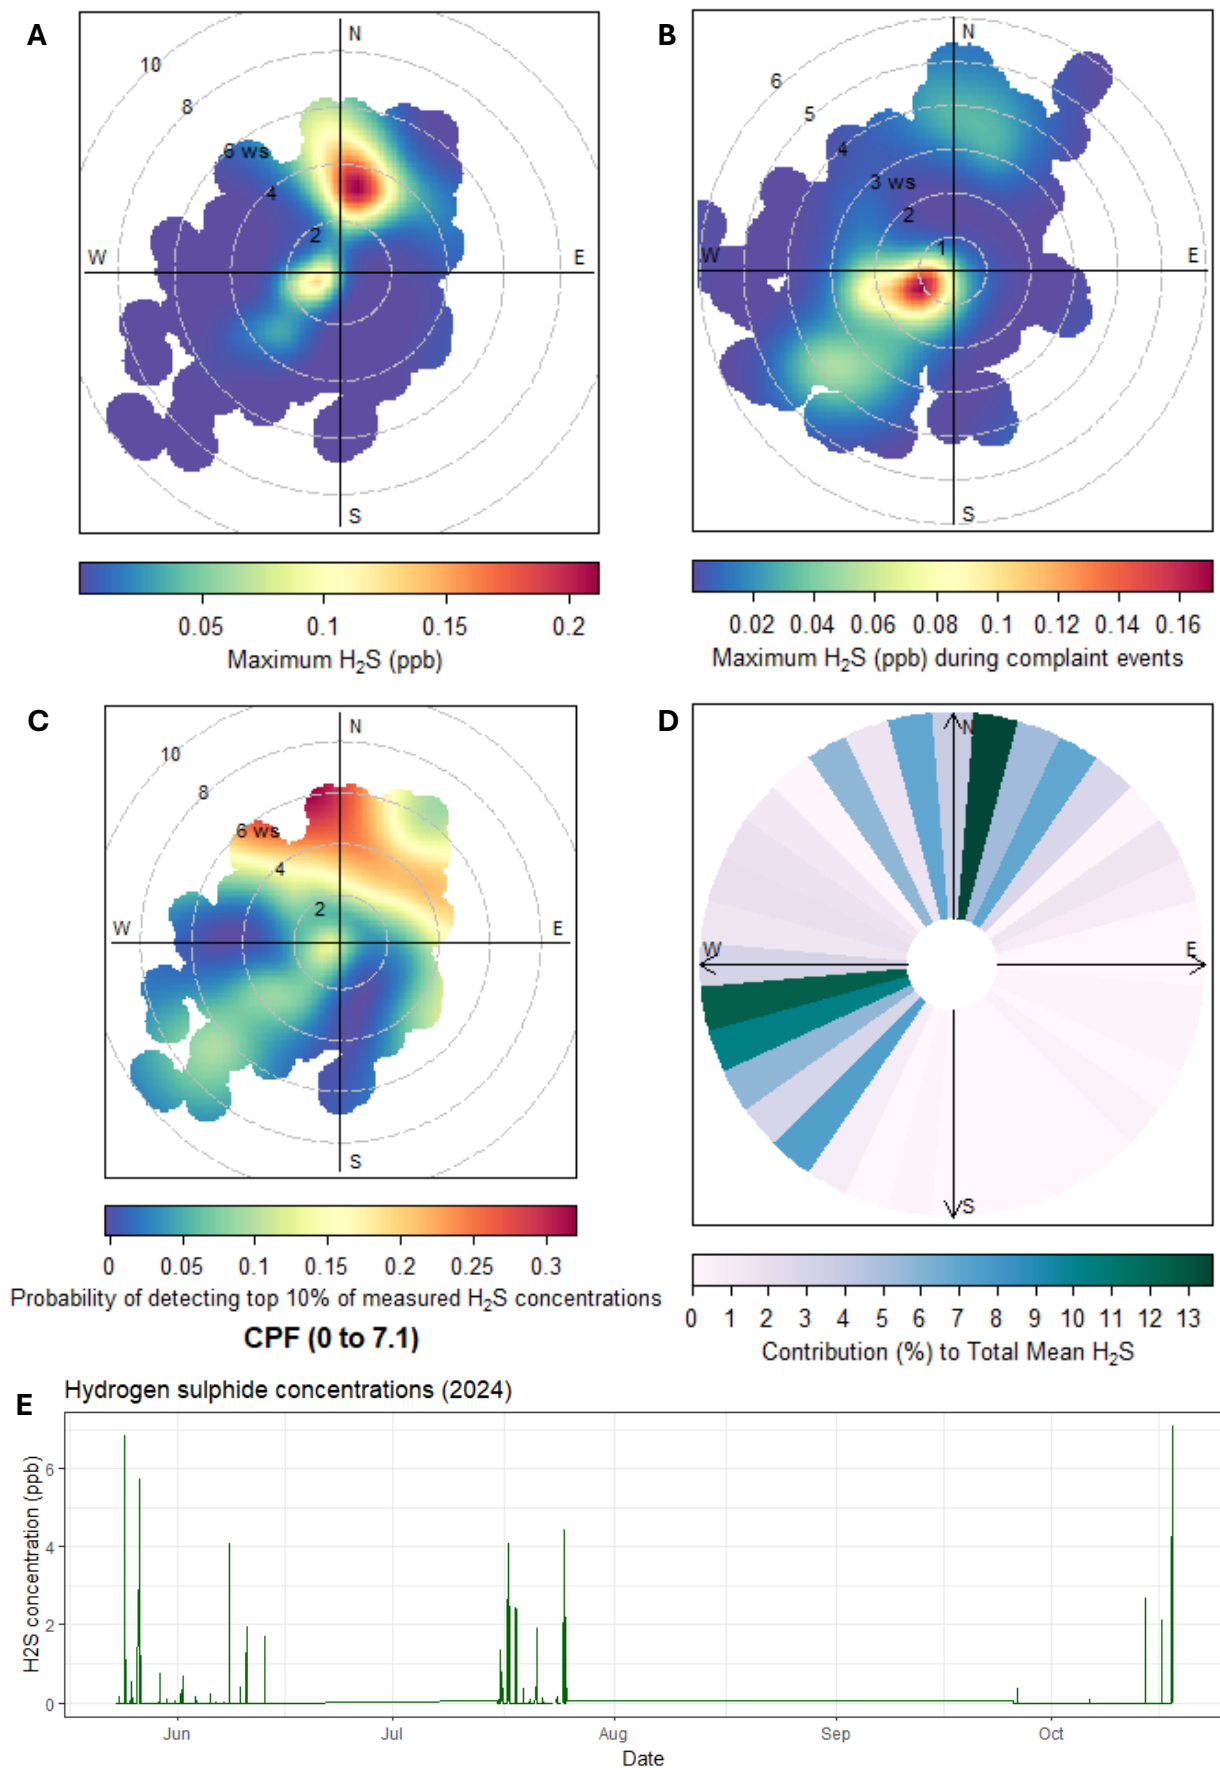 A
N
10
8
6 ws
4
2
W
E
S
0.05 0.1 0.15 0.2
Maximum H₂S (ppb)
B
N
6
5
4
3 ws
2
1
W
E
S
0.02 0.04 0.06 0.08 0.1 0.12 0.14 0.16
Maximum H₂S (ppb) during complaint events
C
N
10
8
6 ws
4
2
W
E
S
0 0.05 0.1 0.15 0.2 0.25 0.3
Probability of detecting top 10% of measured H₂S concentrations
CPF (0 to 7.1)
D
N
W
E
S
0 1 2 3 4 5 6 7 8 9 10 11 12 13
Contribution (%) to Total Mean H₂S
E
Hydrogen sulphide concentrations (2024)
H2S concentration (ppb)
6
4
2
0
Jun Jul Aug Sep Oct
Date